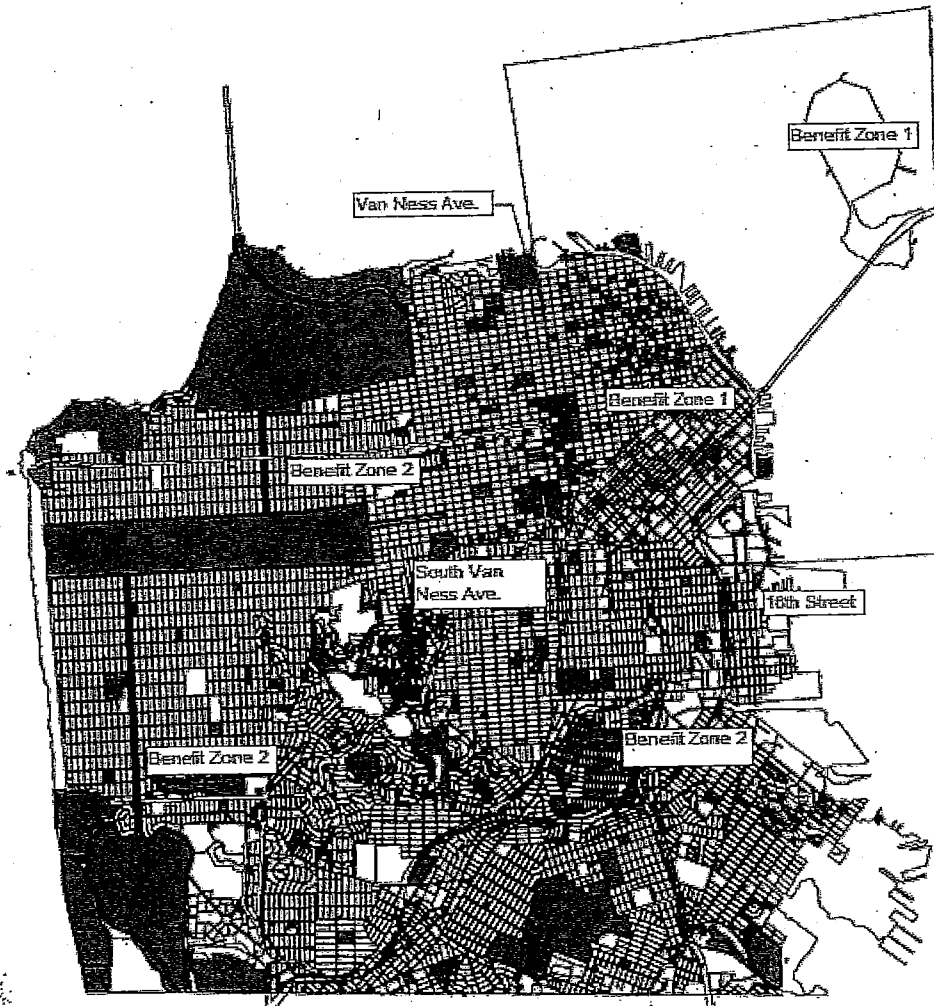 Benefit Zone 1
Van Ness Ave.
Benefit Zone 1
Benefit Zone 2
South Van
Ness Ave.
16th Street
Benefit Zone 2
Benefit Zone 2